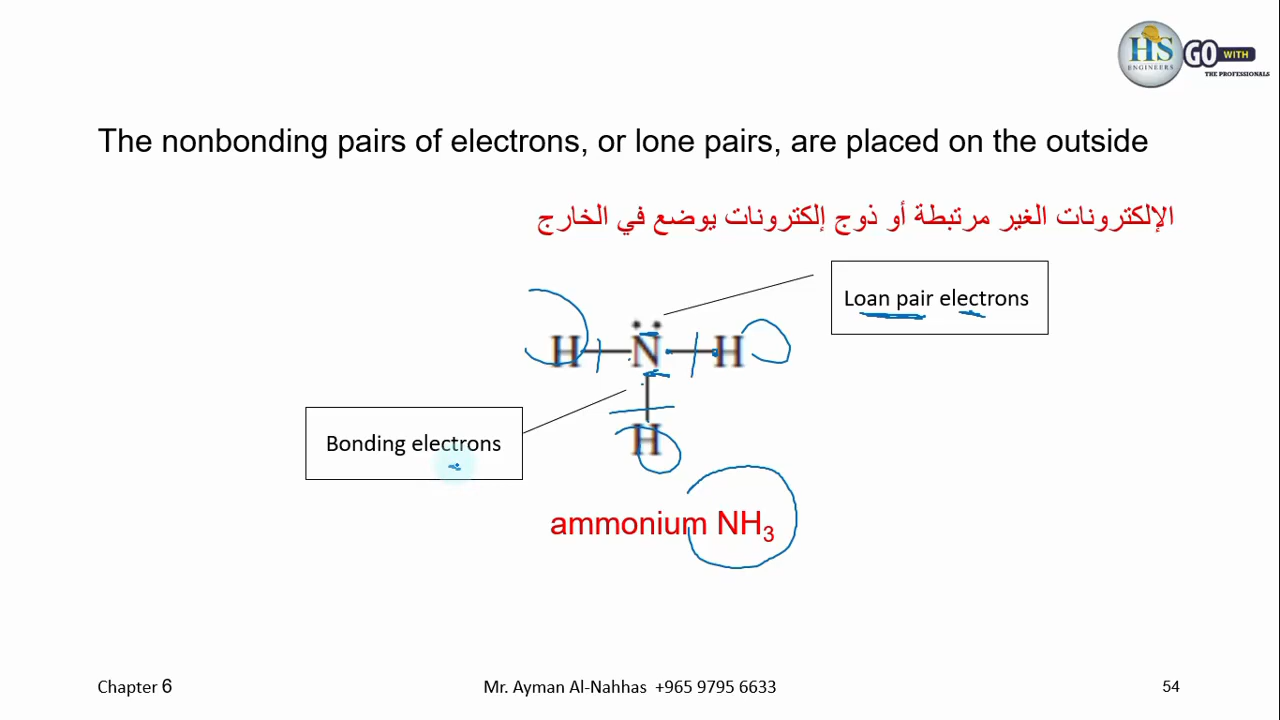 HS
ENGINEERS
GO WITH
THE PROFESSIONALS
The nonbonding pairs of electrons, or lone pairs, are placed on the outside
الإلكترونات الغير مرتبطة أو ذوج إلكترونات يوضع في الخارج
Loan pair electrons
H N H
H
Bonding electrons
ammonium NH₃
Chapter 6
Mr. Ayman Al-Nahhas +965 9795 6633
54